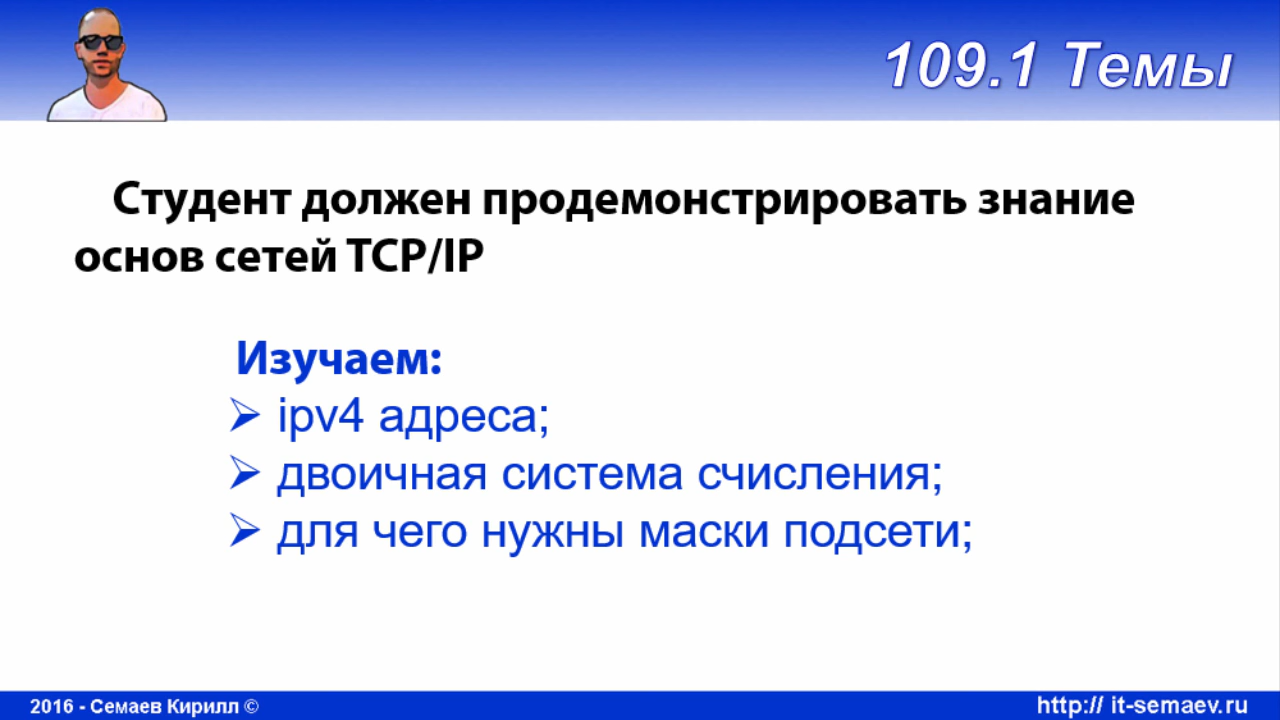 109.1 Темы
Студент должен продемонстрировать знание
основ сетей TCP/IP
Изучаем:
➢ ipv4 адреса;
➢ двоичная система счисления;
➢ для чего нужны маски подсети;
2016 - Семаев Кирилл ©
http:// it-semaev.ru